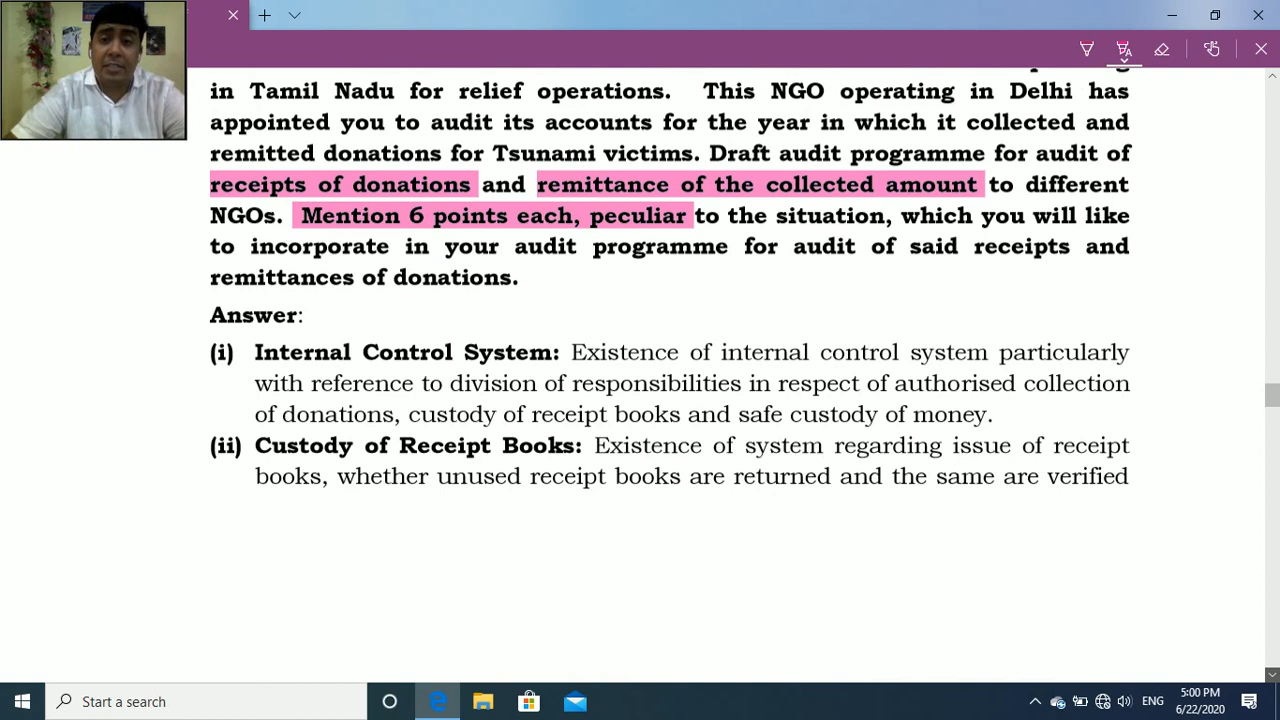 in Tamil Nadu for relief operations. This NGO operating in Delhi has
appointed you to audit its accounts for the year in which it collected and
remitted donations for Tsunami victims. Draft audit programme for audit of
receipts of donations and remittance of the collected amount to different
NGOs. Mention 6 points each, peculiar to the situation, which you will like
to incorporate in your audit programme for audit of said receipts and
remittances of donations.
Answer:
(i) Internal Control System: Existence of internal control system particularly
with reference to division of responsibilities in respect of authorised collection
of donations, custody of receipt books and safe custody of money.
(ii) Custody of Receipt Books: Existence of system regarding issue of receipt
books, whether unused receipt books are returned and the same are verified
Start a search
ENG
5:00 PM
6/22/2020